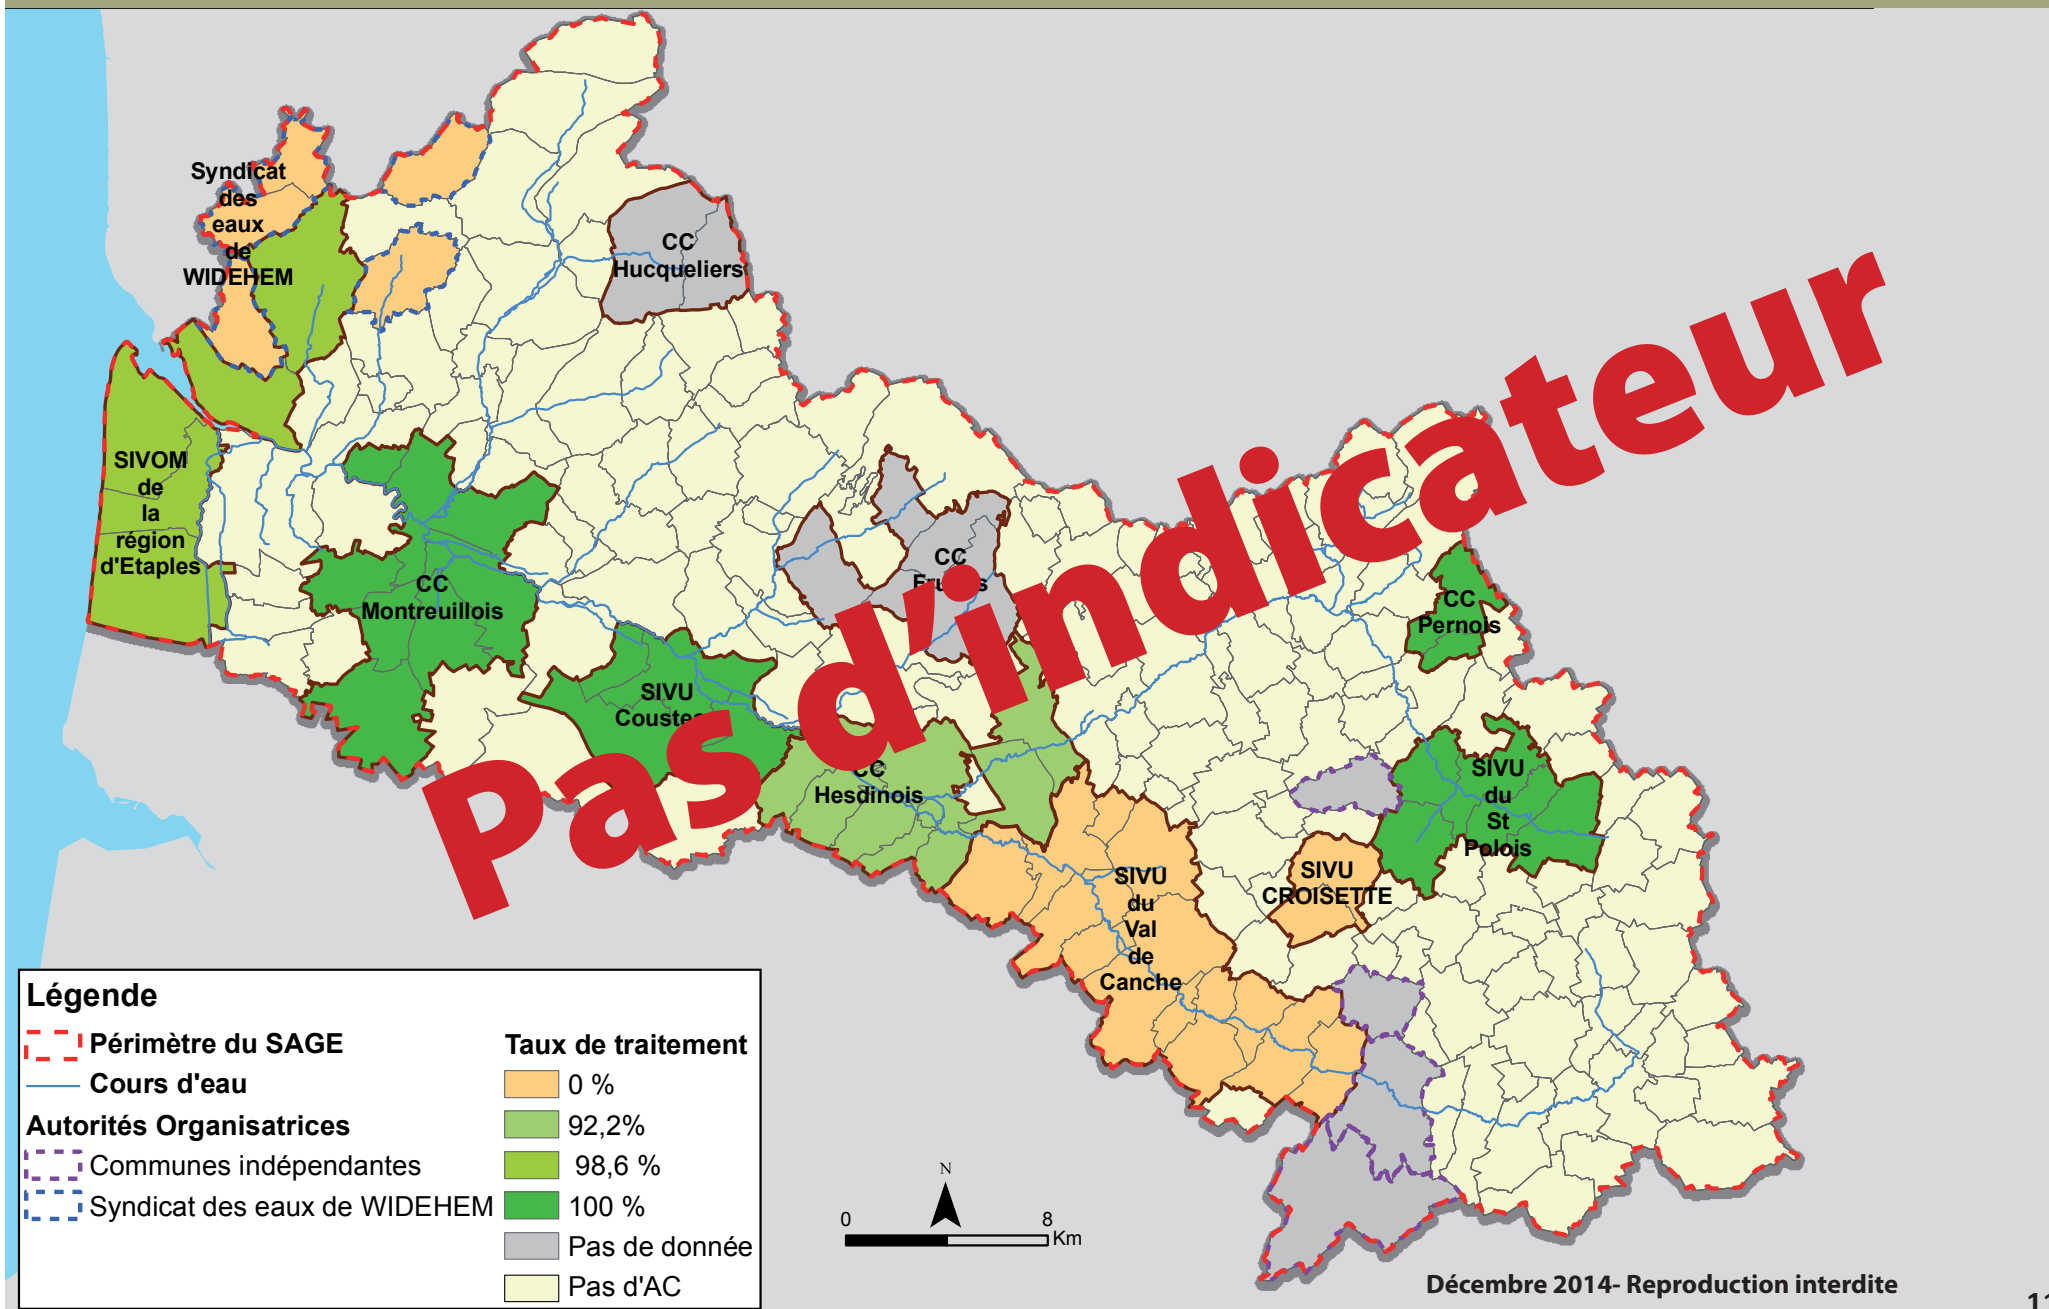 Syndicat
des
eaux
de
WIDEHEM
CC
Hucqueliers
SIVOM
de
la
région
d'Etaples
CC
Montreuillois
CC
SIVU
CC
Hesdinois
CC
Pernois
SIVU
du
St
Polois
SIVU
CROISETTE
SIVU
du
Val
de
Canche
Pas d'indicateur
Légende
Périmètre du SAGE
Cours d'eau
Autorités Organisatrices
Communes indépendantes
Syndicat des eaux de WIDEHEM
Taux de traitement
0 %
92,2%
98,6 %
100 %
Pas de donnée
Pas d'AC
N
0 8
Km
Décembre 2014- Reproduction interdite